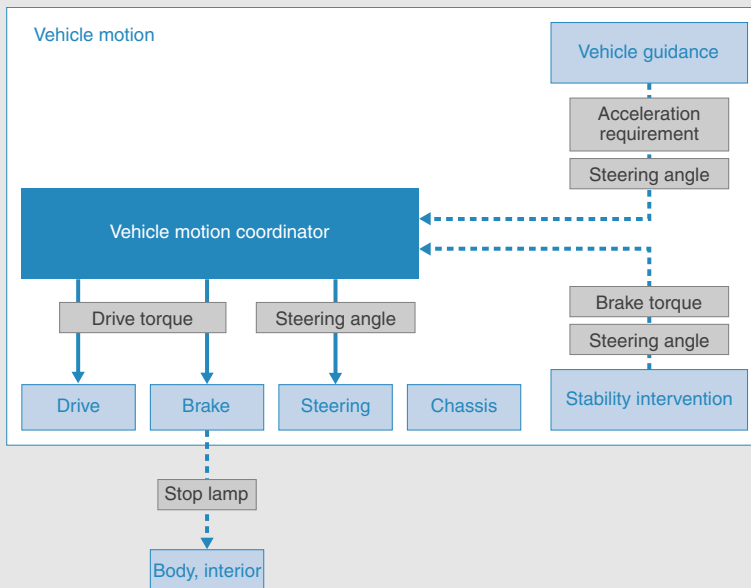 Vehicle motion
Vehicle guidance
Acceleration
requirement
Steering angle
Vehicle motion coordinator
Brake torque
Steering angle
Drive torque
Steering angle
Drive
Brake
Steering
Chassis
Stability intervention
Stop lamp
Body, interior